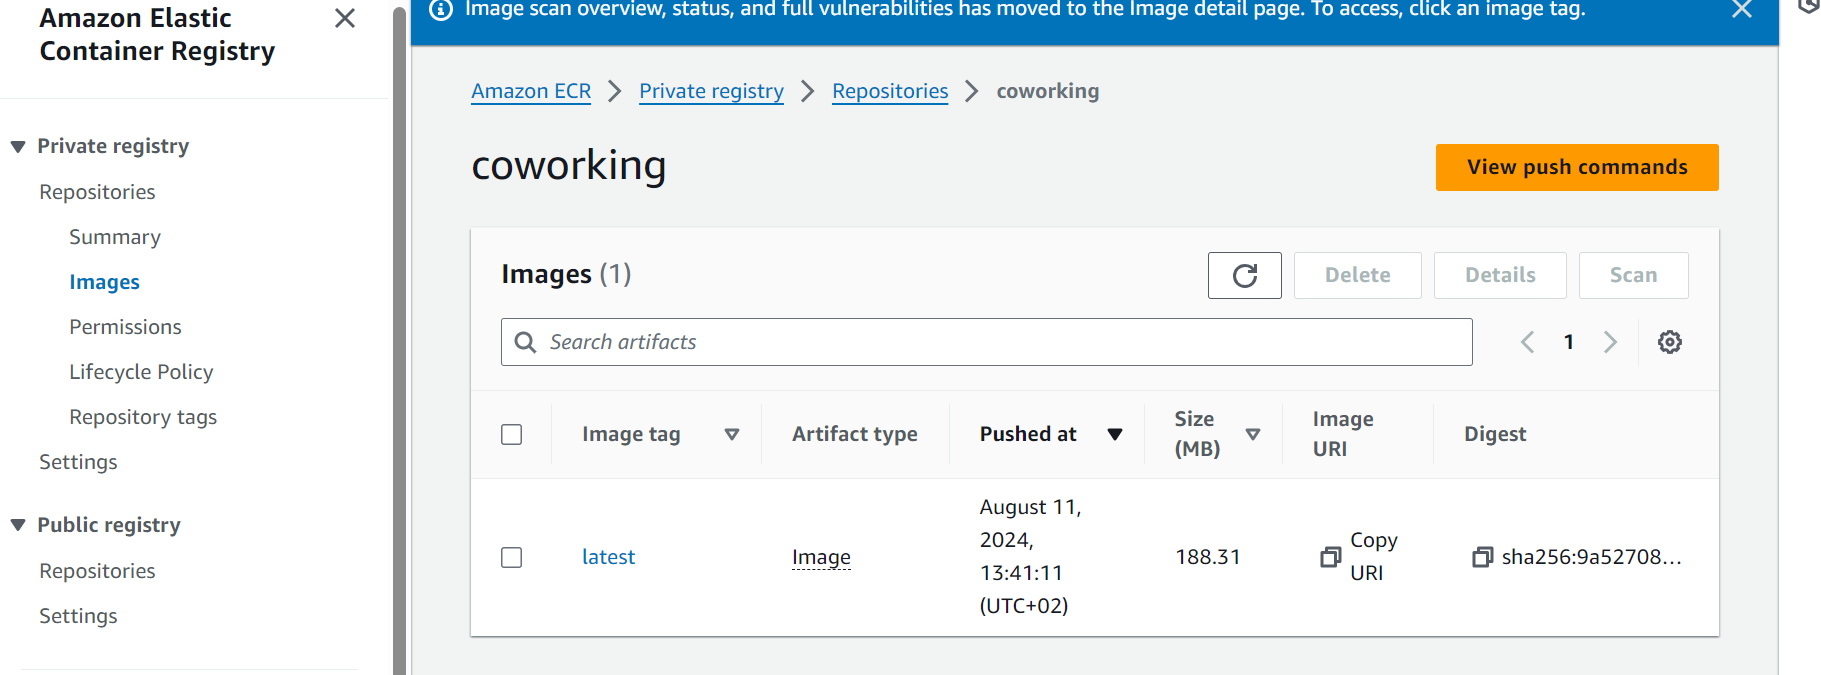 Amazon Elastic
Container Registry
Private registry
Repositories
Summary
Images
Permissions
Lifecycle Policy
Repository tags
Settings
Public registry
Repositories
Settings
Image scan overview, status, and full vulnerabilities has moved to the Image detail page. To access, click an image tag.
Amazon ECR > Private registry > Repositories > coworking
coworking
View push commands
Images (1)
Delete
Details
Scan
Search artifacts
1
Image tag
Artifact type
Pushed at
Size
(MB)
Image
URI
Digest
latest
Image
August 11,
2024,
13:41:11
(UTC+02)
188.31
Copy
URI
sha256:9a52708...